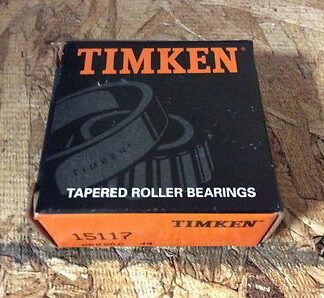 TIMKEN®
TIMKEN
TAPERED ROLLER BEARINGS
TIMKEN®
15117